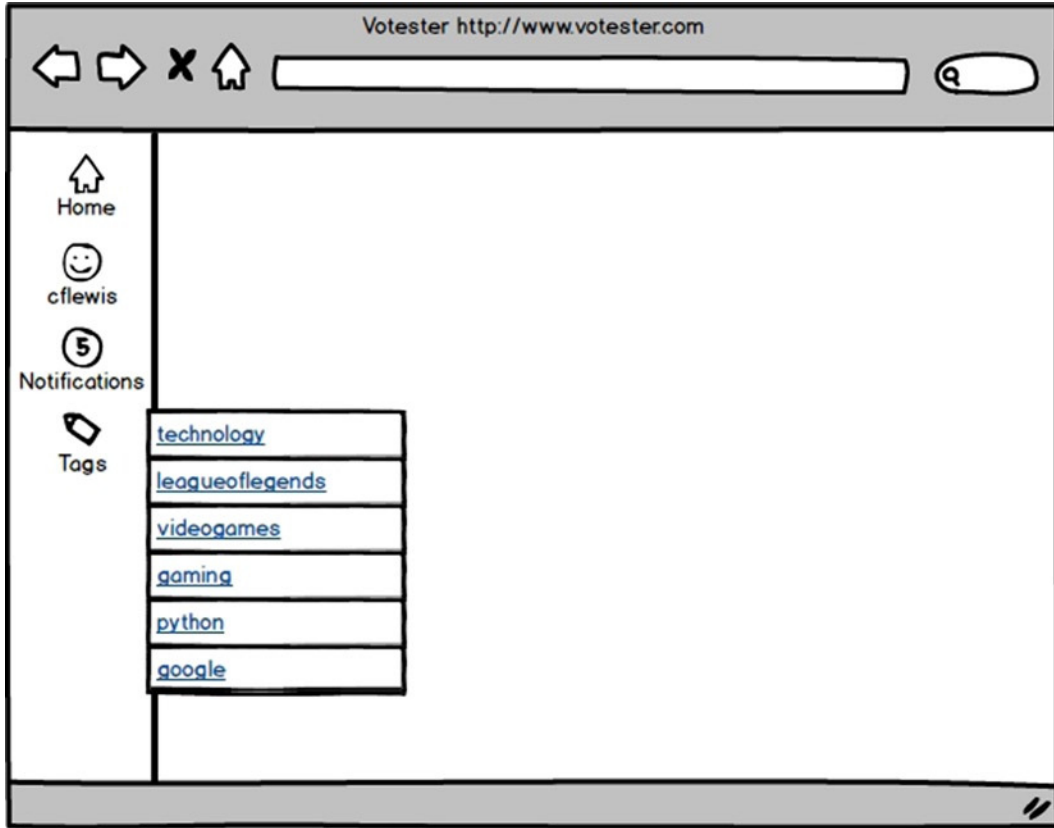 Votester http://www.votester.com
Home
cflewis
5
Notifications
Tags
technology
leagueoflegends
videogames
gaming
python
google